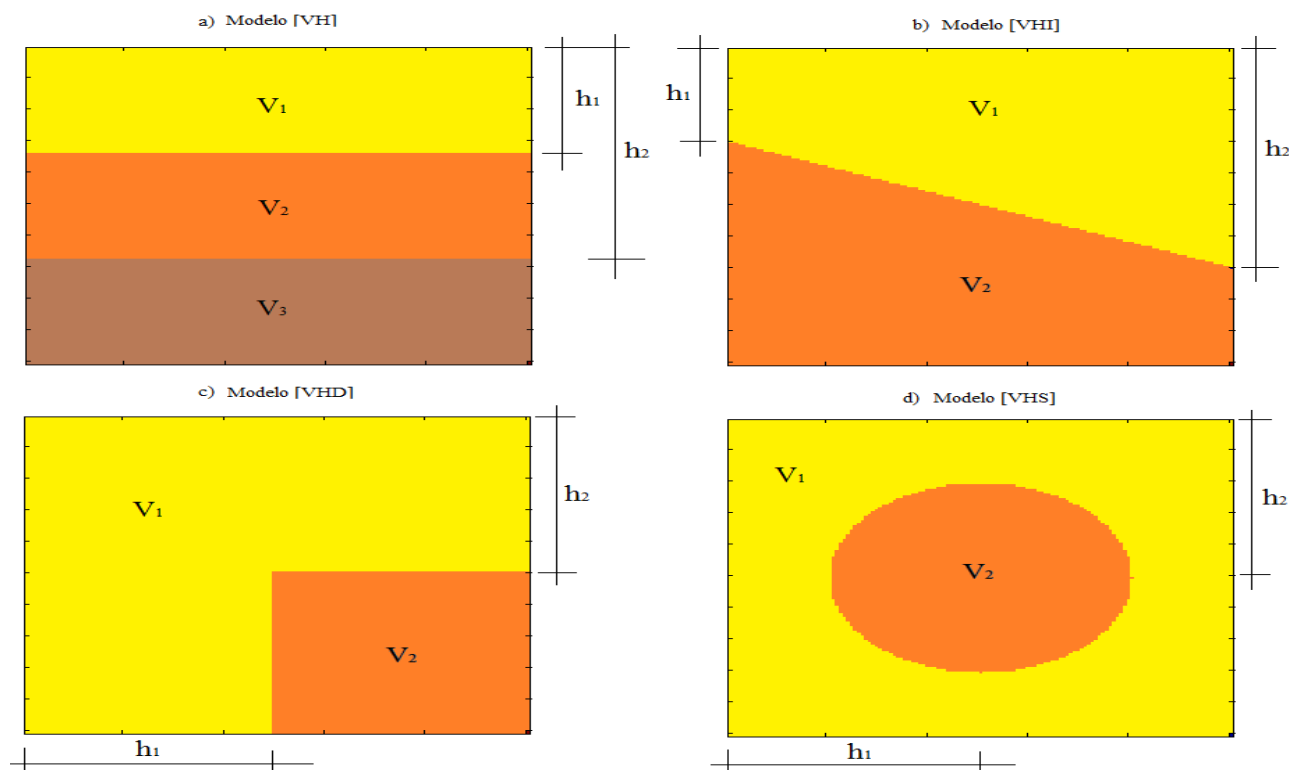 a) Modelo [VH]
V₁
h₁
h₂
V₂
V₃
b) Modelo [VHI]
h₁
V₁
h₂
V₂
c) Modelo [VHD]
V₁
h₂
V₂
h₁
d) Modelo [VHS]
V₁
h₂
V₂
h₁